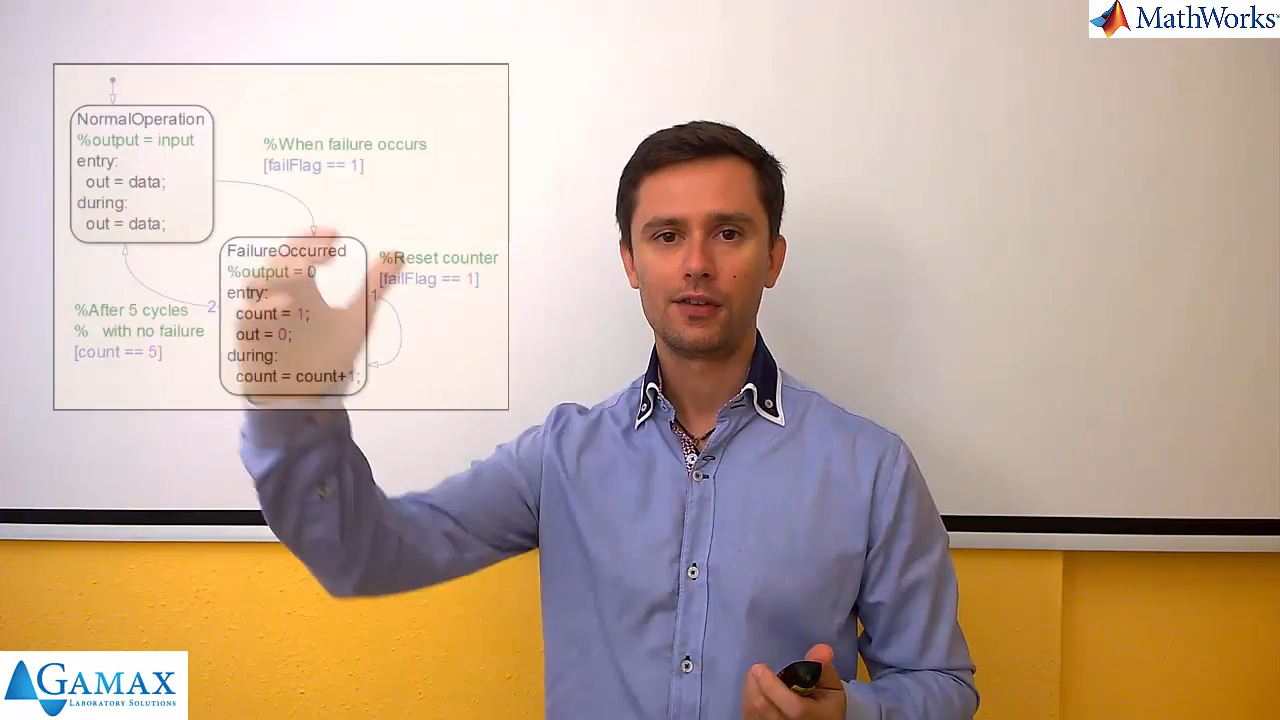 MathWorks
NormalOperation
%output = input
entry:
out = data;
during:
out = data;
%When failure occurs
[failFlag == 1]
FailureOccurred
%output = 0
entry:
count = 1;
out = 0;
during:
count = count+1;
%Reset counter
[failFlag == 1]
1
2
%After 5 cycles
% with no failure
[count == 5]
GAMAX
LABORATORY SOLUTIONS